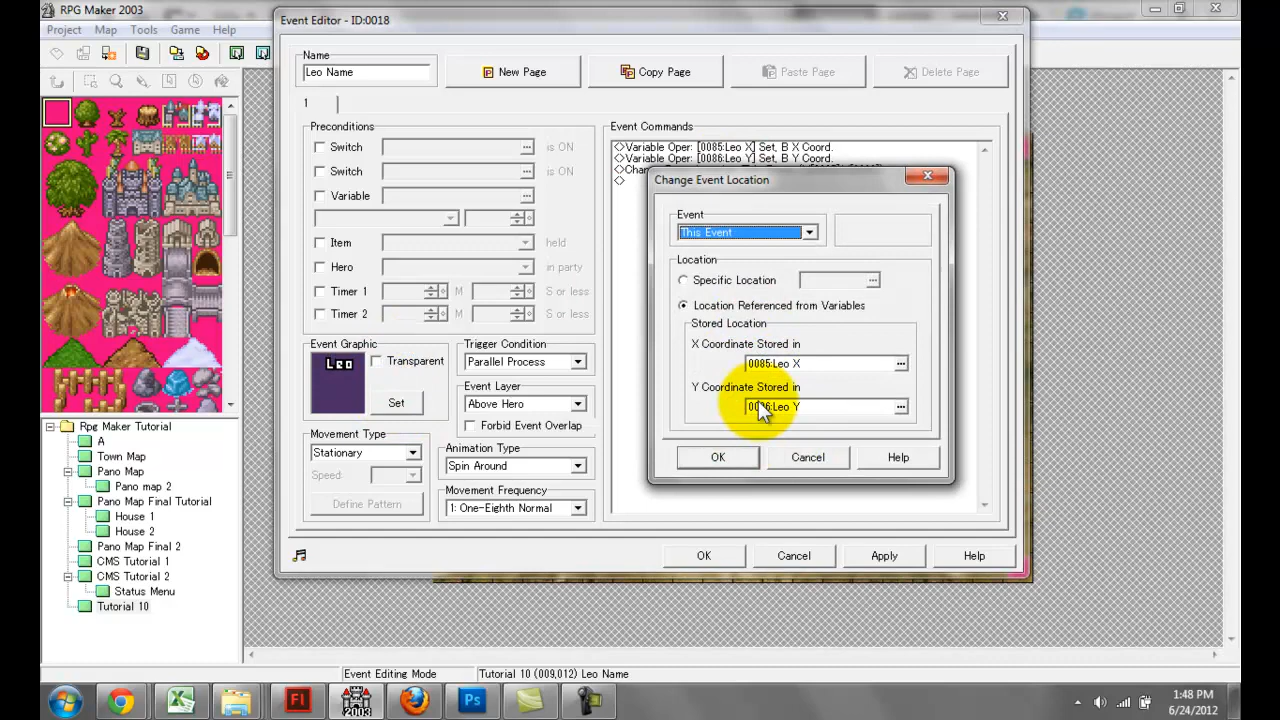 RPG Maker 2003
Project Map Tools Game Help
Event Editor - ID:0018
Name
Leo Name
New Page
Copy Page
Paste Page
Delete Page
1
Preconditions
Switch ... is ON
Switch ... is ON
Variable ...
Item held
Hero in party
Timer 1 M S or less
Timer 2 M S or less
Event Graphic
Leo
Transparent
Set
Trigger Condition
Parallel Process
Event Layer
Above Hero
Forbid Event Overlap
Movement Type
Stationary
Speed:
Define Pattern
Animation Type
Spin Around
Movement Frequency
1: One-Eighth Normal
Event Commands
◇Variable Oper: [0085:Leo X] Set, B X Coord.
◇Variable Oper: [0086:Leo Y] Set, B Y Coord.
◇
Change Event Location
Event
This Event
Location
Specific Location ...
Location Referenced from Variables
Stored Location
X Coordinate Stored in
0085:Leo X ...
Y Coordinate Stored in
0086:Leo Y ...
OK Cancel Help
OK Cancel Apply Help
Rpg Maker Tutorial
A
Town Map
Pano Map
Pano map 2
Pano Map Final Tutorial
House 1
House 2
Pano Map Final 2
CMS Tutorial 1
CMS Tutorial 2
Status Menu
Tutorial 10
Event Editing Mode
Tutorial 10 (009,012) Leo Name
2003
Fl
Ps
1:48 PM
6/24/2012